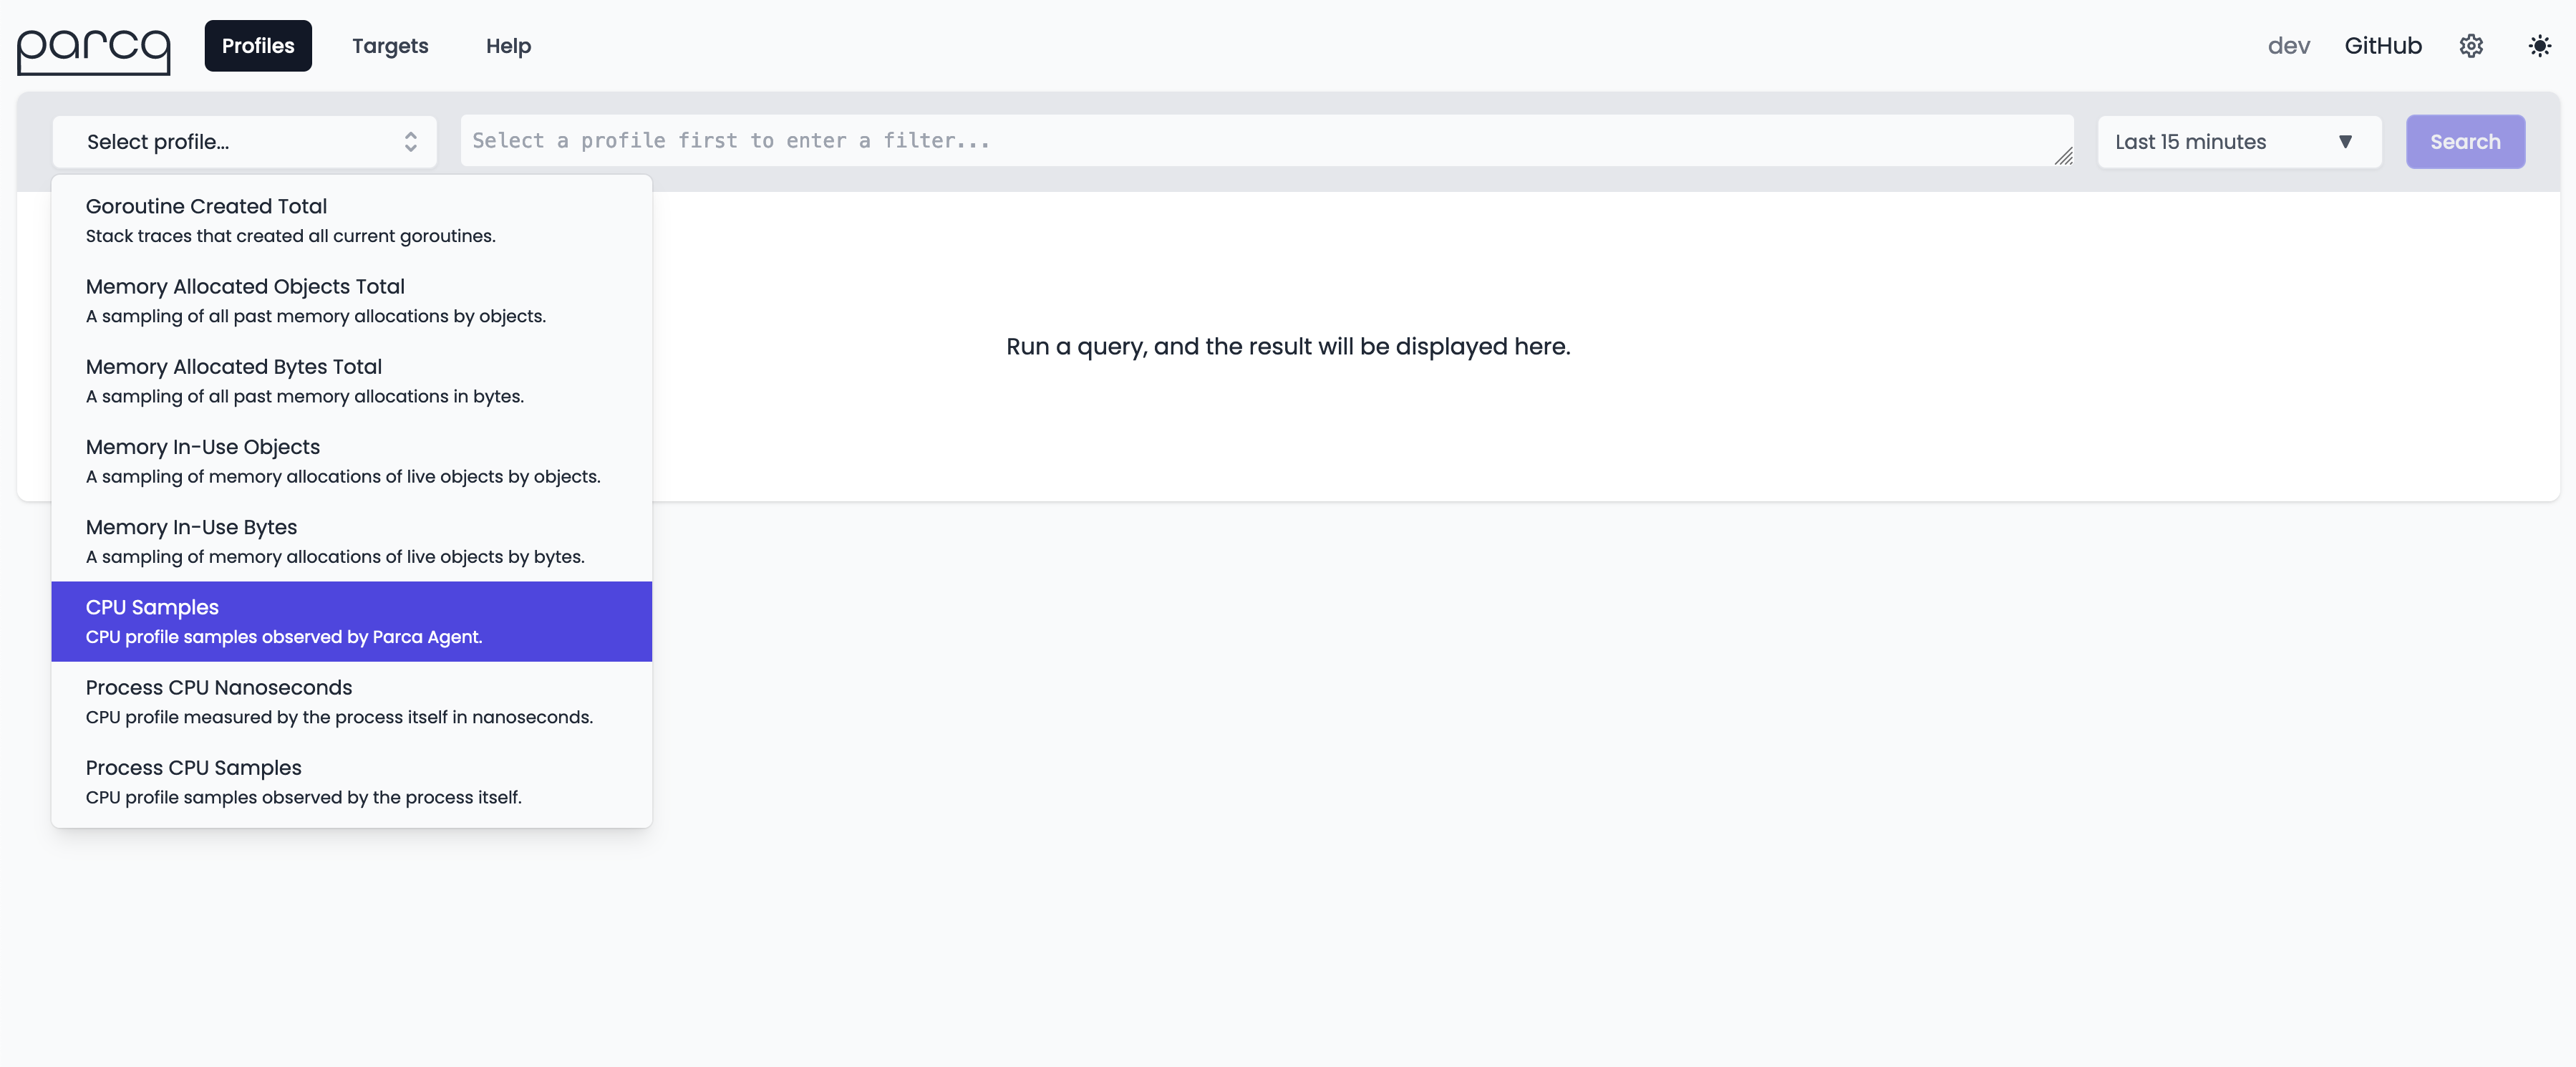 parca
Profiles
Targets
Help
dev
GitHub
Select profile...
Select a profile first to enter a filter...
Last 15 minutes
Search
Goroutine Created Total
Stack traces that created all current goroutines.
Memory Allocated Objects Total
A sampling of all past memory allocations by objects.
Memory Allocated Bytes Total
A sampling of all past memory allocations in bytes.
Memory In-Use Objects
A sampling of memory allocations of live objects by objects.
Memory In-Use Bytes
A sampling of memory allocations of live objects by bytes.
CPU Samples
CPU profile samples observed by Parca Agent.
Process CPU Nanoseconds
CPU profile measured by the process itself in nanoseconds.
Process CPU Samples
CPU profile samples observed by the process itself.
Run a query, and the result will be displayed here.